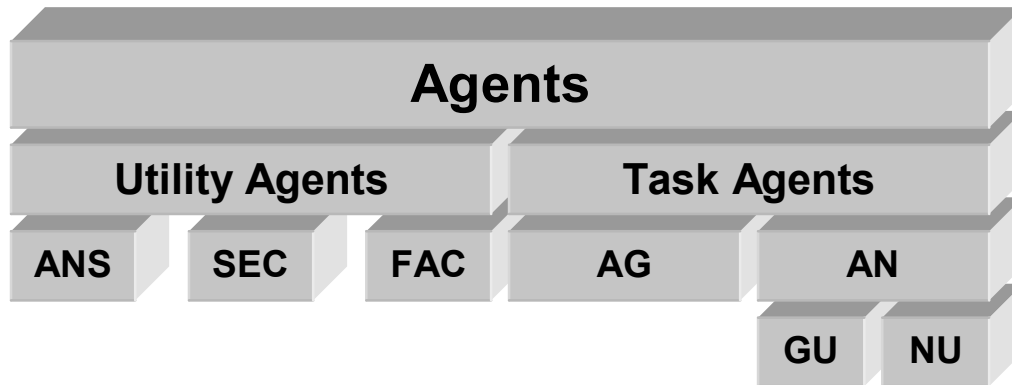 Agents
Utility Agents Task Agents
ANS SEC FAC AG AN
GU NU